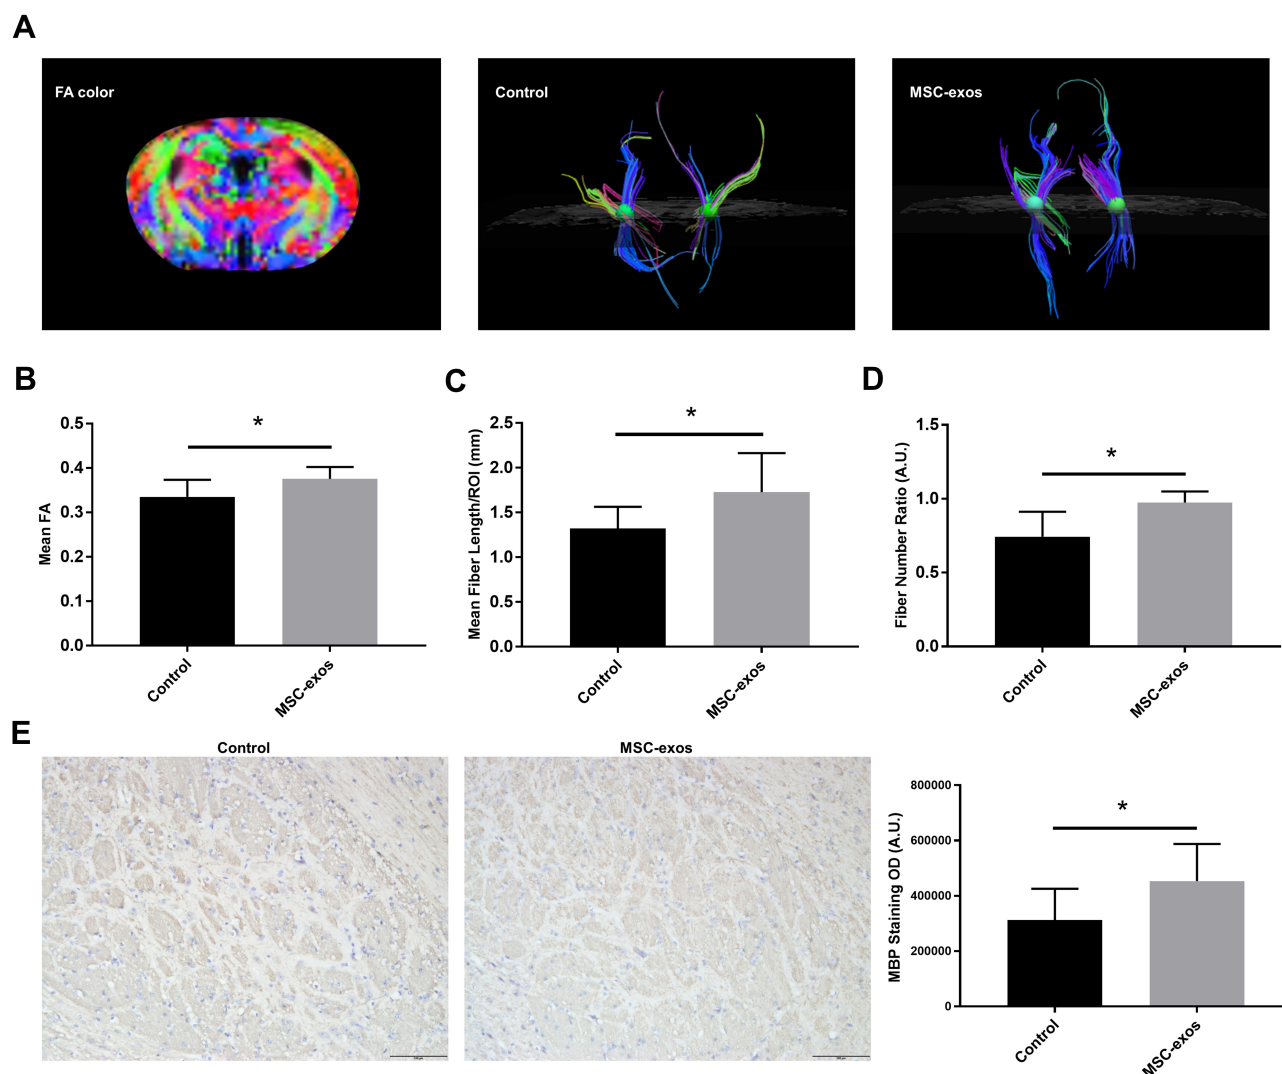 A
FA color
Control
MSC-exos
B
C
D
0.5
0.4
0.3
0.2
0.1
0.0
Mean FA
*
Control
MSC-exos
2.5
2.0
1.5
1.0
0.5
0.0
Mean Fiber Length/ROI (mm)
*
Control
MSC-exos
1.5
1.0
0.5
0.0
Fiber Number Ratio (A.U.)
*
Control
MSC-exos
E
Control
MSC-exos
800000
600000
400000
200000
0
MBP Staining OD (A.U.)
*
Control
MSC-exos